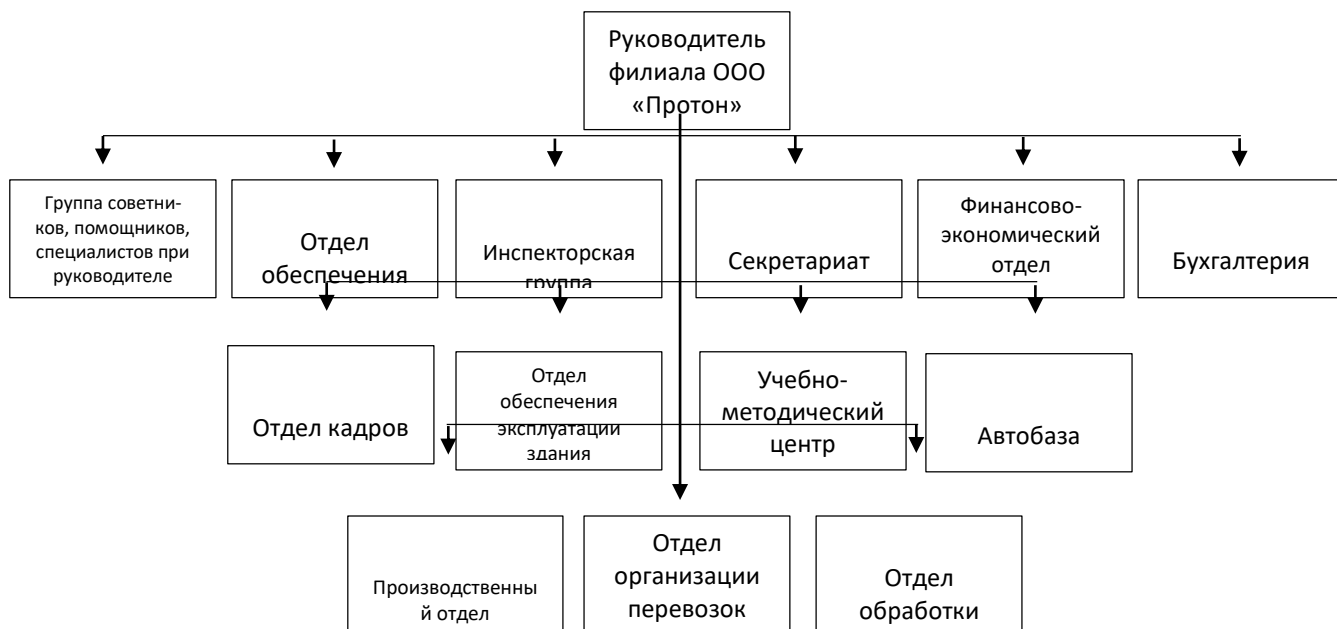 Руководитель
филиала ООО
«Протон»
Группа советни-
ков, помощников,
специалистов при
руководителе
Отдел
обеспечения
Инспекторская
группа
Секретариат
Финансово-
экономический
отдел
Бухгалтерия
Отдел кадров
Отдел
обеспечения
эксплуатации
здания
Учебно-
методический
центр
Автобаза
Производственны
й отдел
Отдел
организации
перевозок
Отдел
обработки